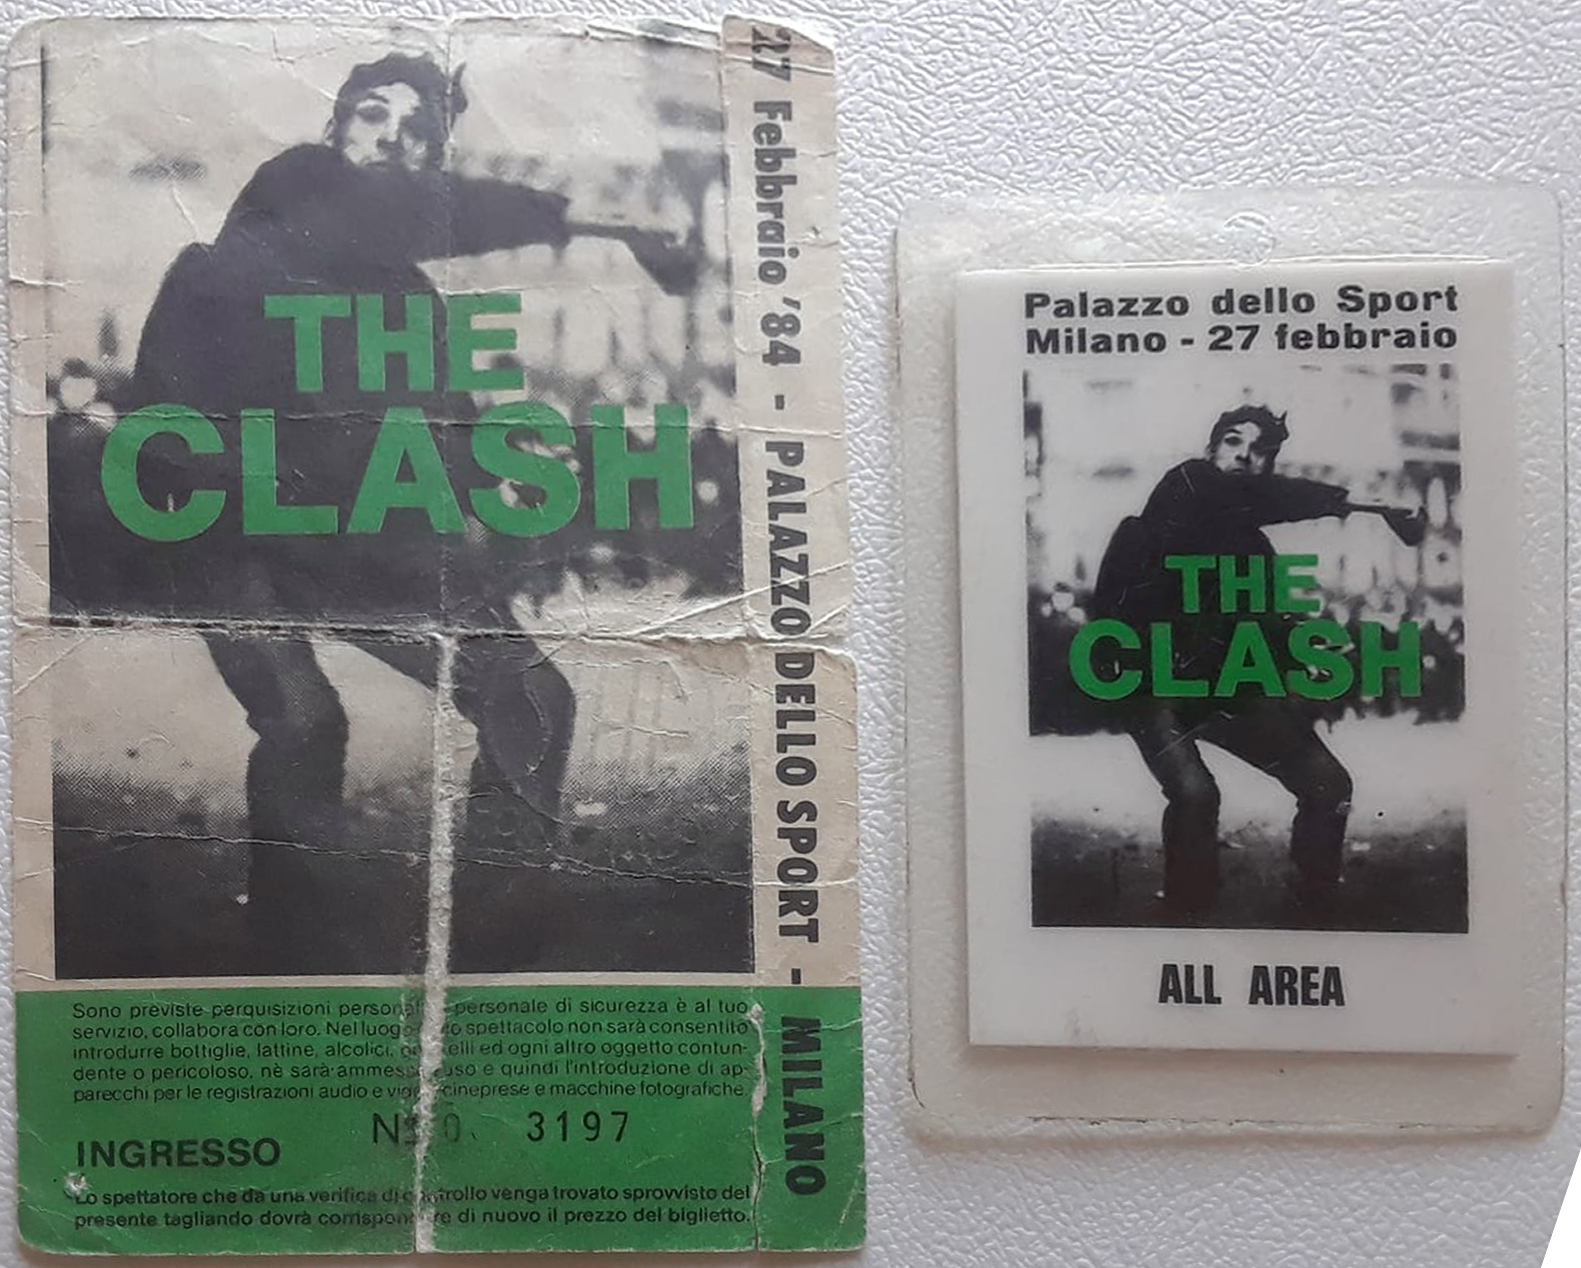 THE
CLASH
27 Febbraio '84 - PALAZZO DELLO SPORT - MILANO
Sono previste perquisizioni personal personale di sicurezza è al tuo
servizio, collabora con loro. Nel luogo spettacolo non sarà consentito
introdurre bottiglie, lattine, alcolici, ed ogni altro oggetto contun-
dente o pericoloso, nè sarà ammess uso e quindi l'introduzione di ap-
parecchi per le registrazioni audio e vid cineprese e macchine fotografiche.
3197
INGRESSO
Lo spettatore che da una verifica di controllo venga trovato sprovvisto del
presente tagliando dovrà corrispondere di nuovo il prezzo del biglietto.
Palazzo dello Sport
Milano - 27 febbraio
THE
CLASH
ALL AREA